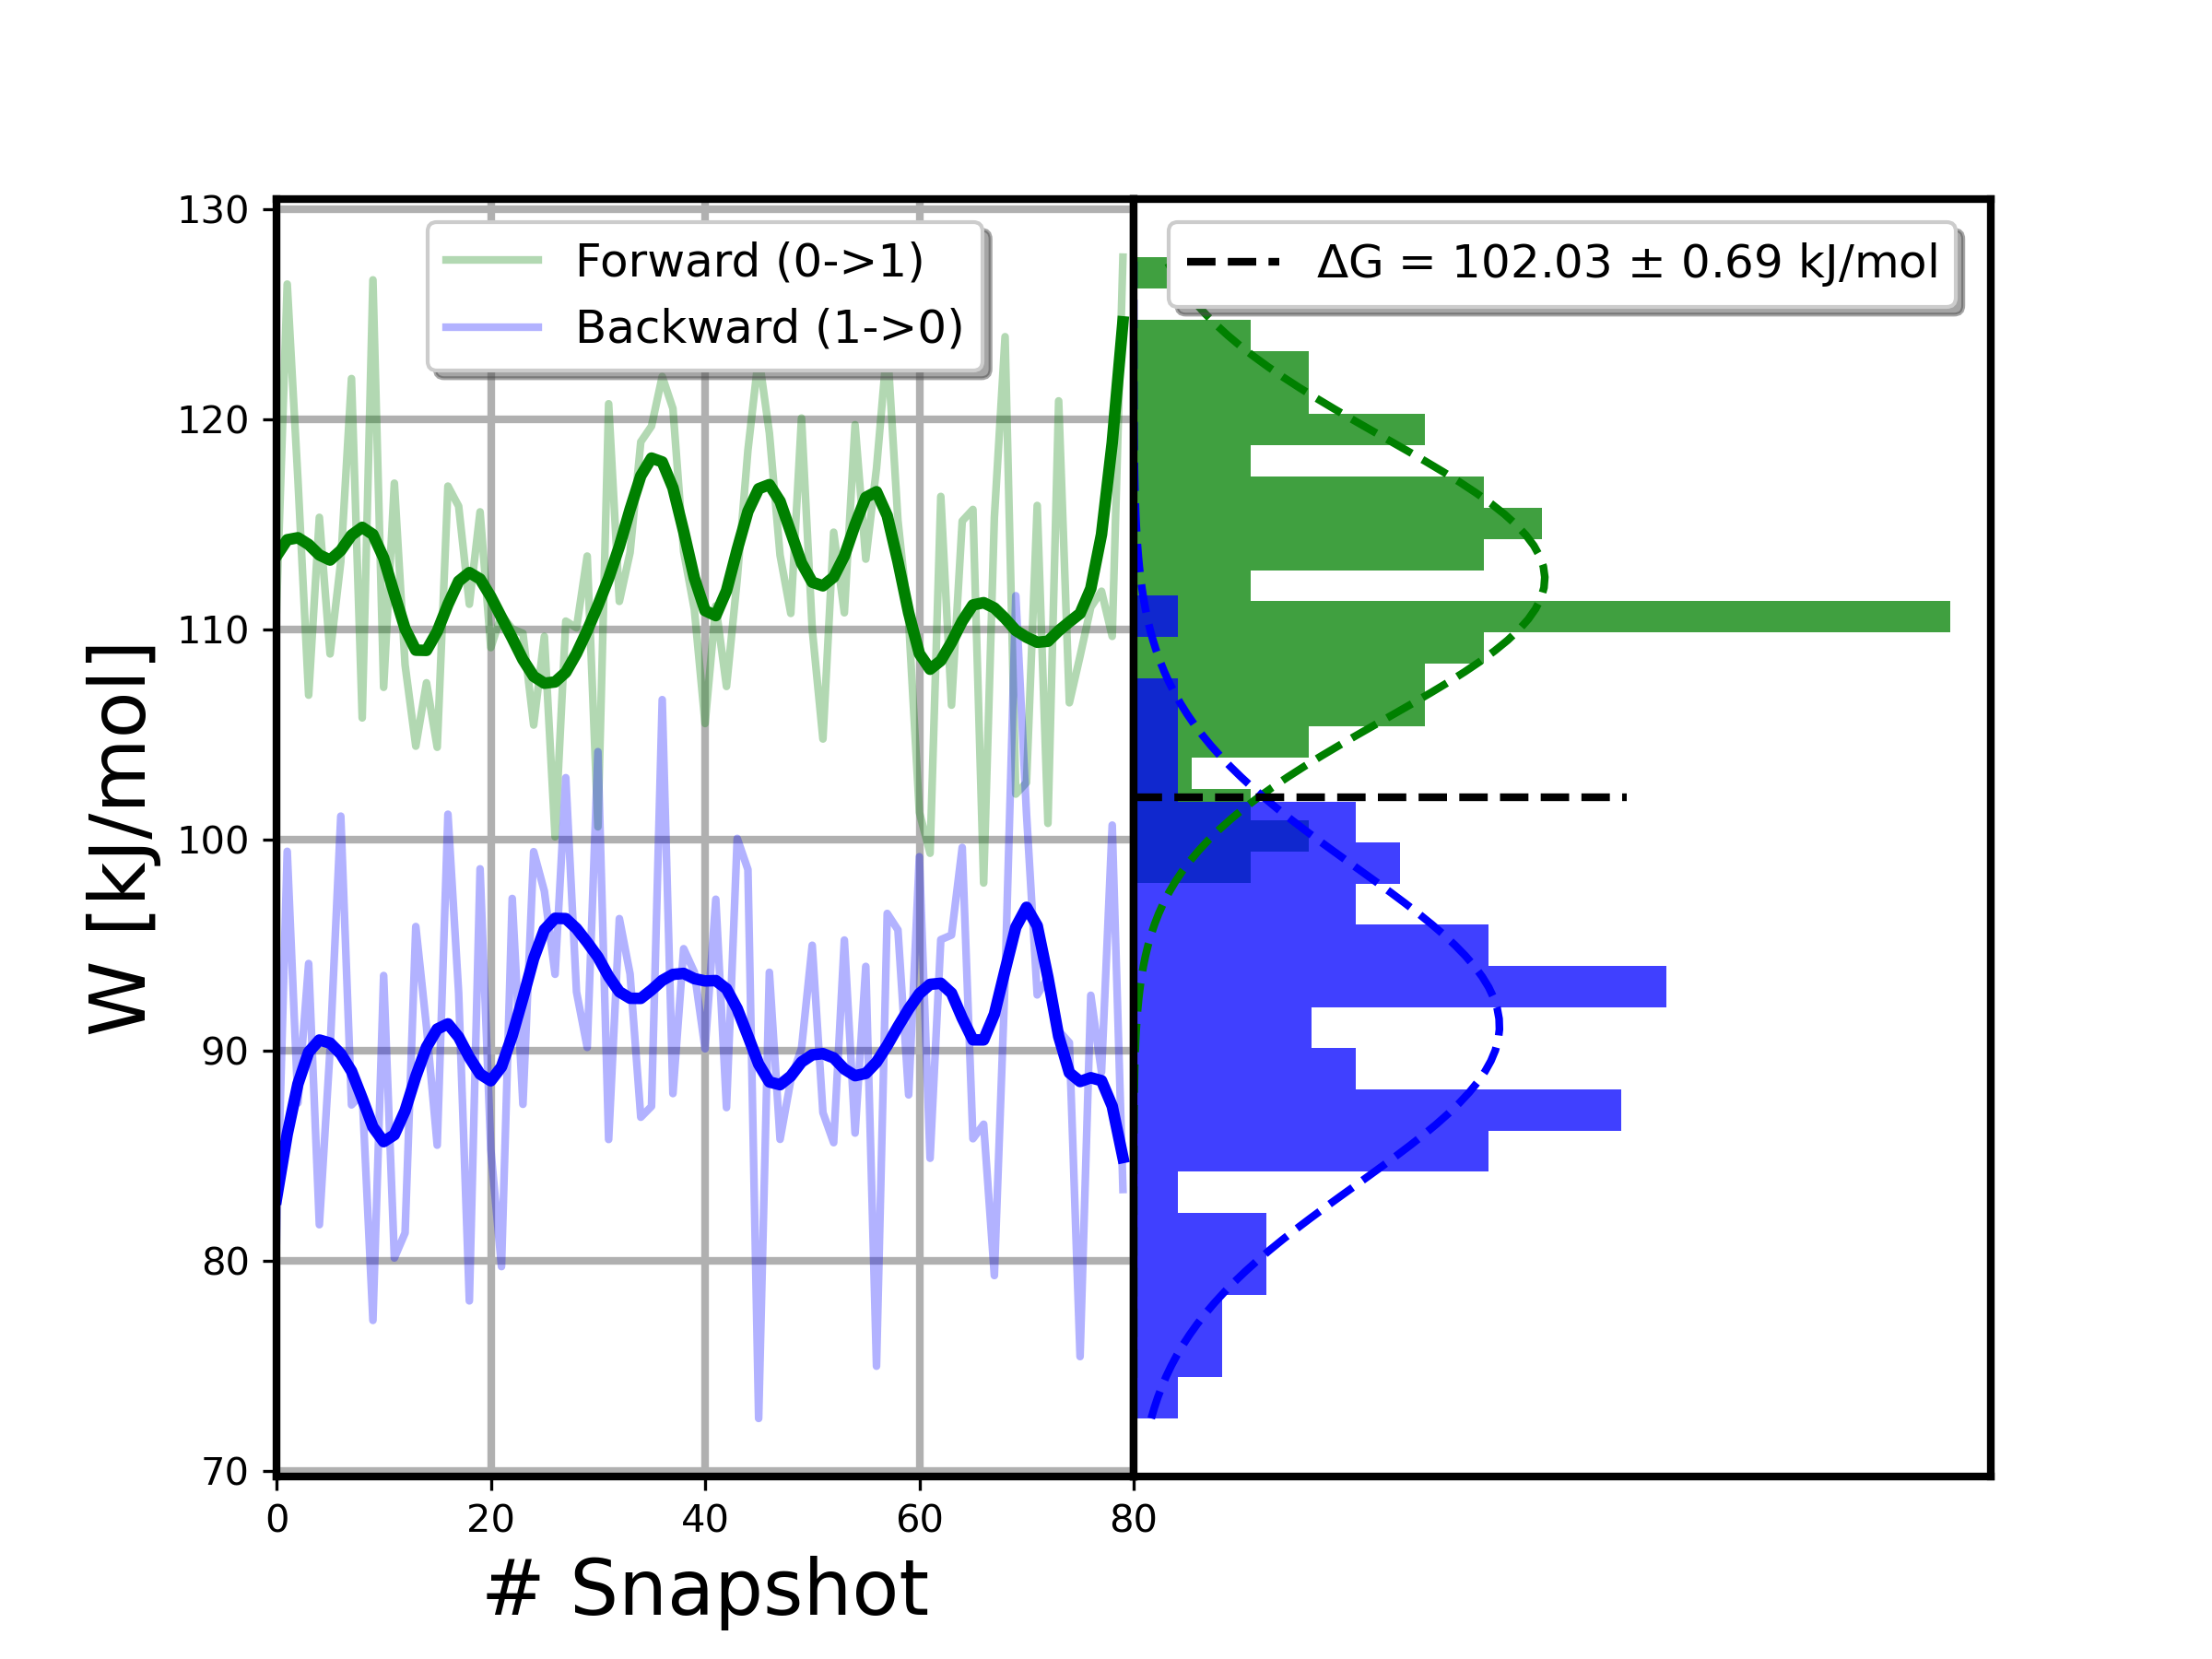 Forward (0->1)
Backward (1->0)
ΔG = 102.03 ± 0.69 kJ/mol
W [kJ/mol]
130
120
110
100
90
80
70
0 20 40 60 80
# Snapshot